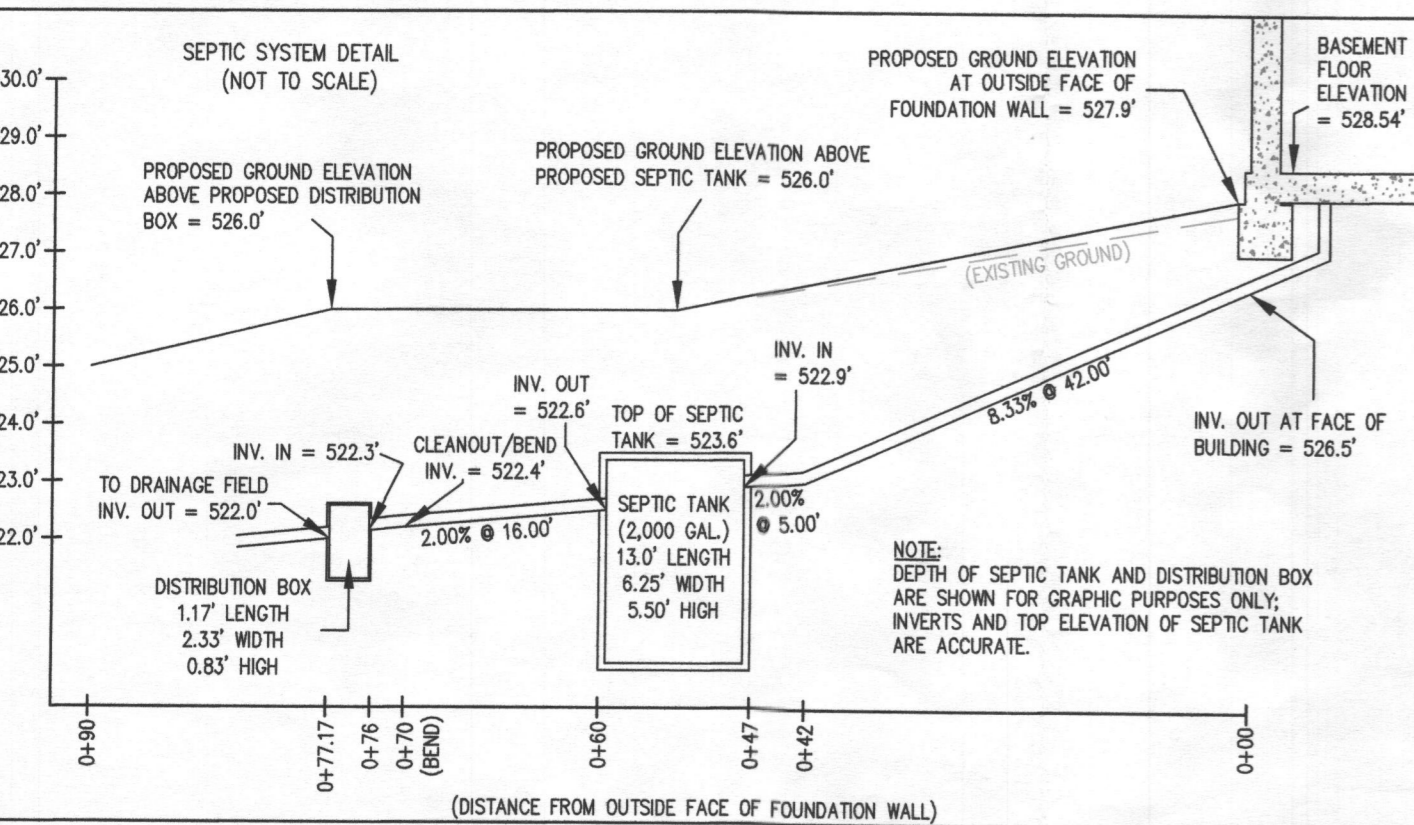 SEPTIC SYSTEM DETAIL
(NOT TO SCALE)
30.0'
29.0'
28.0'
27.0'
26.0'
25.0'
24.0'
23.0'
22.0'
PROPOSED GROUND ELEVATION
ABOVE PROPOSED DISTRIBUTION
BOX = 526.0'
PROPOSED GROUND ELEVATION ABOVE
PROPOSED SEPTIC TANK = 526.0'
PROPOSED GROUND ELEVATION
AT OUTSIDE FACE OF
FOUNDATION WALL = 527.9'
BASEMENT
FLOOR
ELEVATION
= 528.54'
(EXISTING GROUND)
INV. IN
= 522.9'
8.33% @ 42.00'
INV. OUT AT FACE OF
BUILDING = 526.5'
INV. OUT
= 522.6'
TOP OF SEPTIC
TANK = 523.6'
CLEANOUT/BEND
INV. = 522.4'
INV. IN = 522.3'
TO DRAINAGE FIELD
INV. OUT = 522.0'
2.00% @ 16.00'
SEPTIC TANK
(2,000 GAL.)
13.0' LENGTH
6.25' WIDTH
5.50' HIGH
2.00%
@ 5.00'
DISTRIBUTION BOX
1.17' LENGTH
2.33' WIDTH
0.83' HIGH
NOTE:
DEPTH OF SEPTIC TANK AND DISTRIBUTION BOX
ARE SHOWN FOR GRAPHIC PURPOSES ONLY;
INVERTS AND TOP ELEVATION OF SEPTIC TANK
ARE ACCURATE.
0+90
0+77.17
0+76
0+70
(BEND)
0+60
0+47
0+42
0+00
(DISTANCE FROM OUTSIDE FACE OF FOUNDATION WALL)